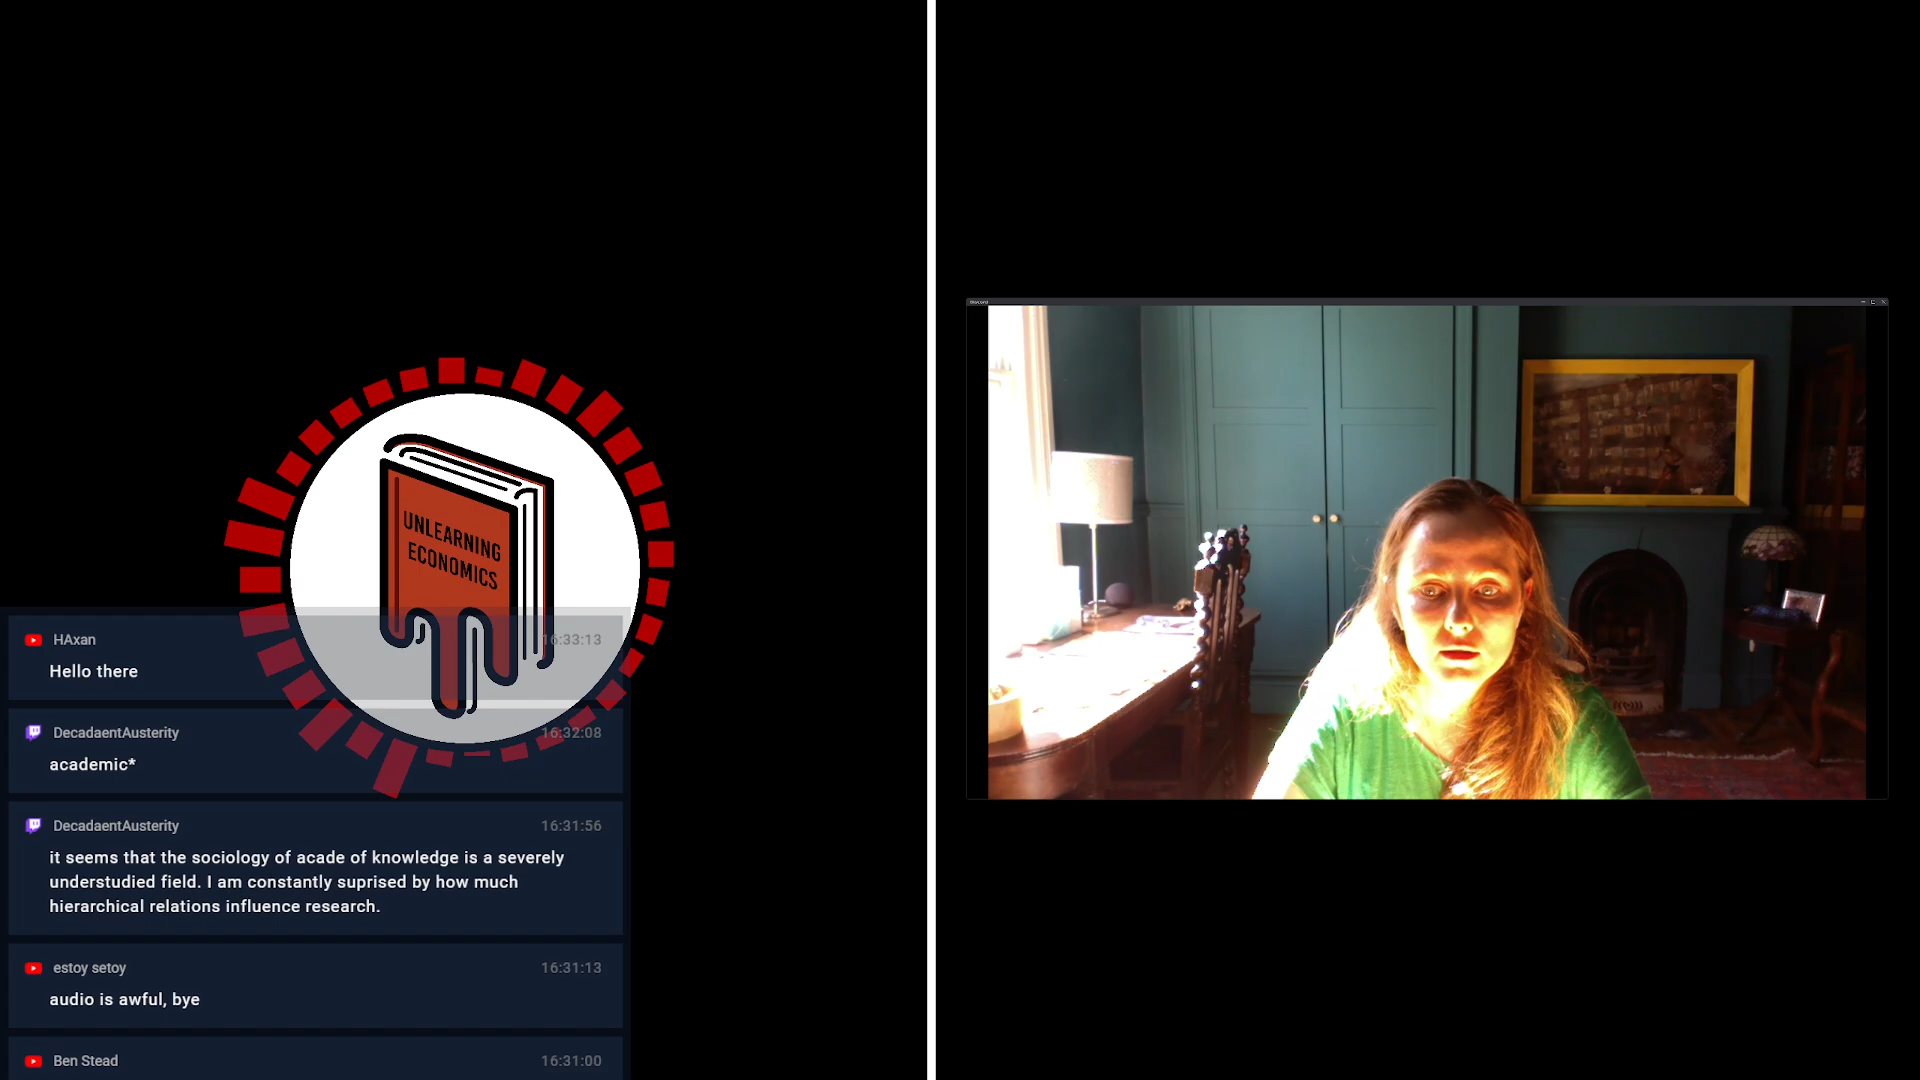 UNLEARNING
ECONOMICS
HAxan 16:33:13
Hello there
DecadaentAusterity 16:32:08
academic*
DecadaentAusterity 16:31:56
it seems that the sociology of acade of knowledge is a severely
understudied field. I am constantly suprised by how much
hierarchical relations influence research.
estoy setoy 16:31:13
audio is awful, bye
Ben Stead 16:31:00
Discord